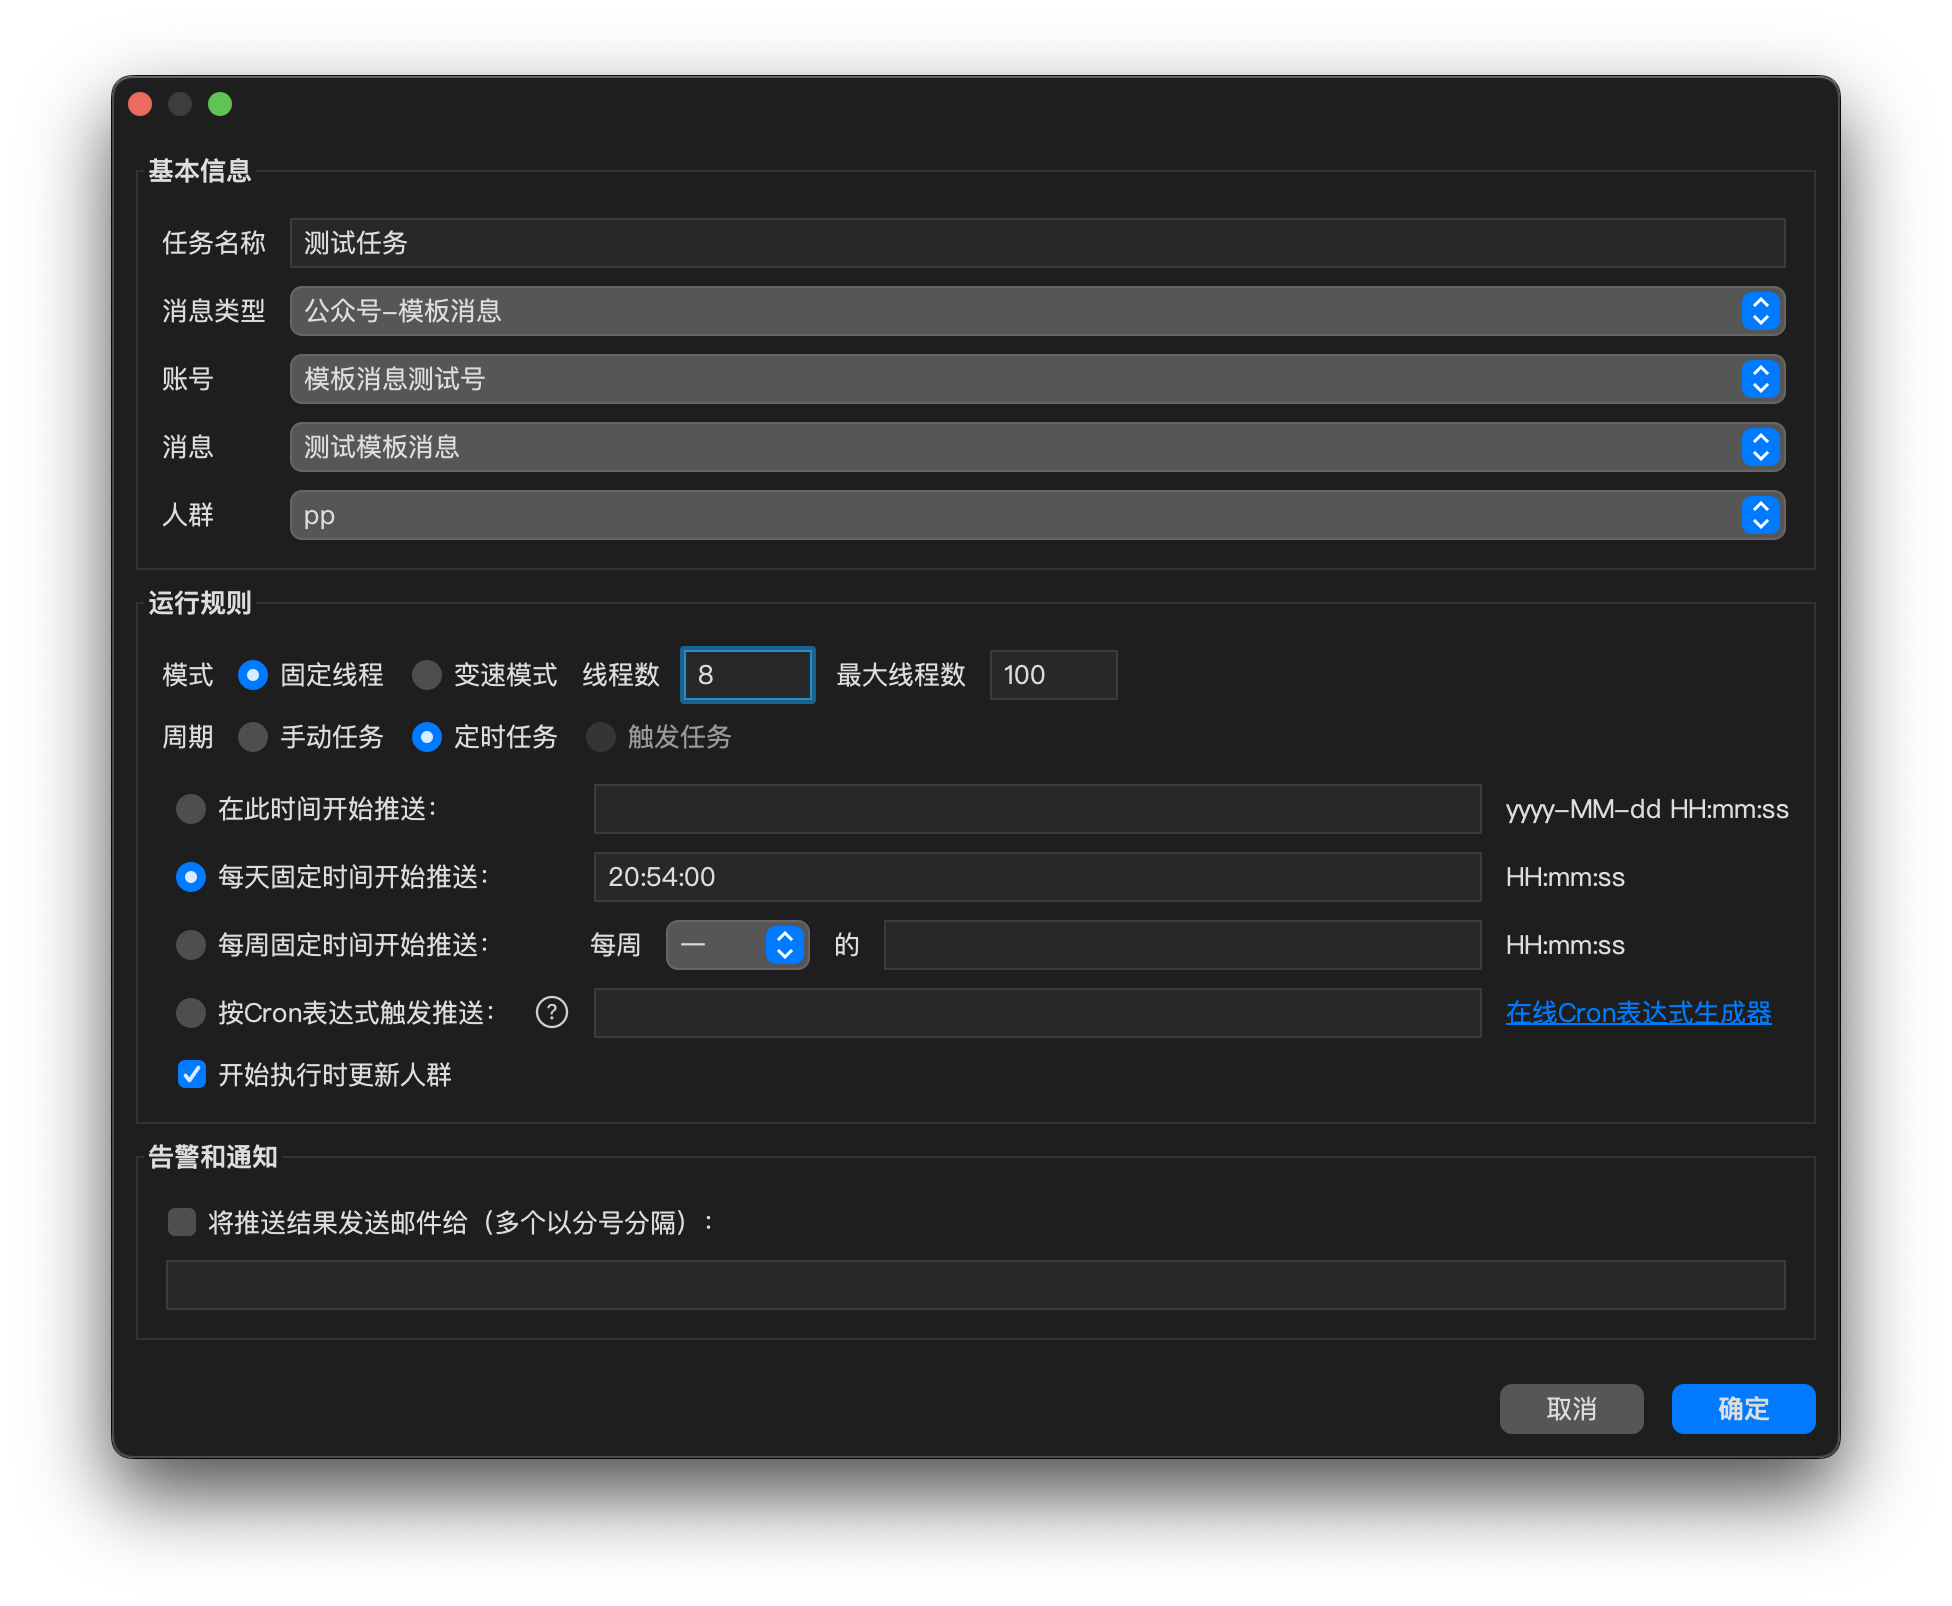 基本信息
任务名称 测试任务
消息类型 公众号-模板消息
账号 模板消息测试号
消息 测试模板消息
人群 pp
运行规则
模式 固定线程 变速模式 线程数 8 最大线程数 100
周期 手动任务 定时任务 触发任务
在此时间开始推送： yyyy-MM-dd HH:mm:ss
每天固定时间开始推送： 20:54:00 HH:mm:ss
每周固定时间开始推送： 每周 一 的 HH:mm:ss
按Cron表达式触发推送： ? 在线Cron表达式生成器
开始执行时更新人群
告警和通知
将推送结果发送邮件给（多个以分号分隔）：
取消 确定